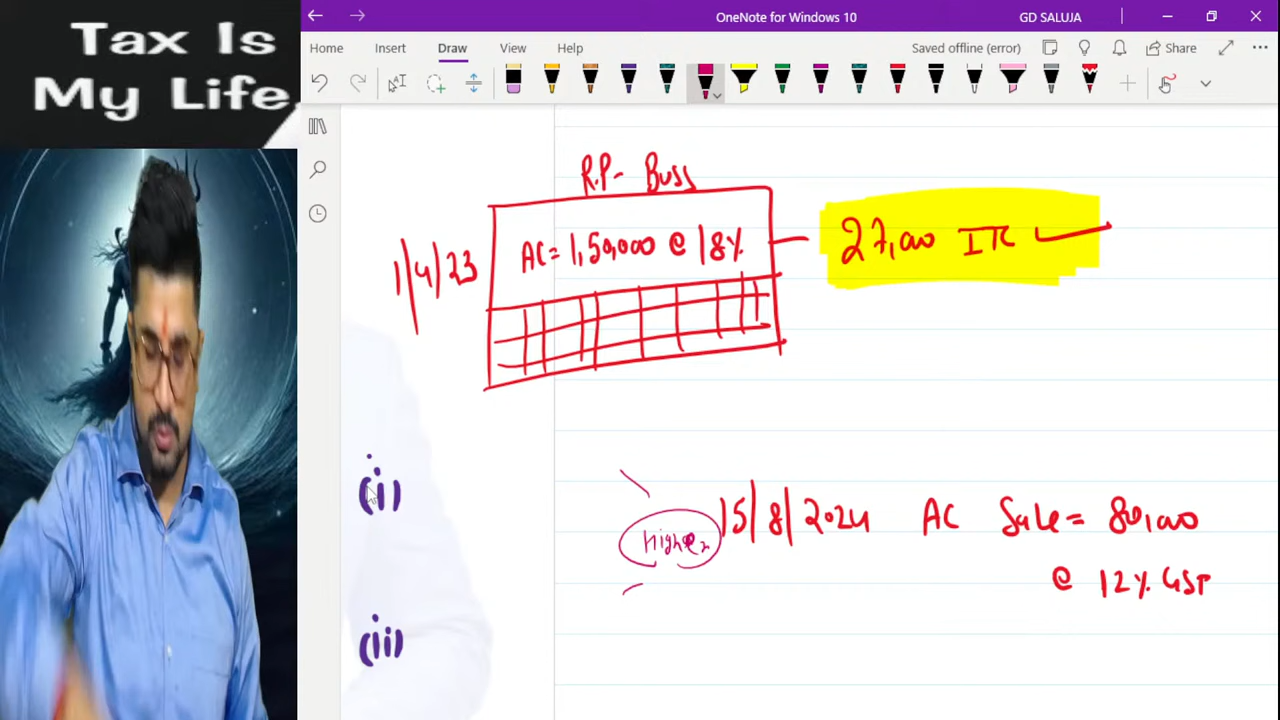 Tax Is
My Life
OneNote for Windows 10
GD SALUJA
Home
Insert
Draw
View
Help
Saved offline (error)
Share
R.P- Buss
1/4/23
AC = 1,50,000 @ 18%
27,000 ITC
(i)
higher
15/8/2024 AC Sale = 80,000
@ 12% GST
(ii)